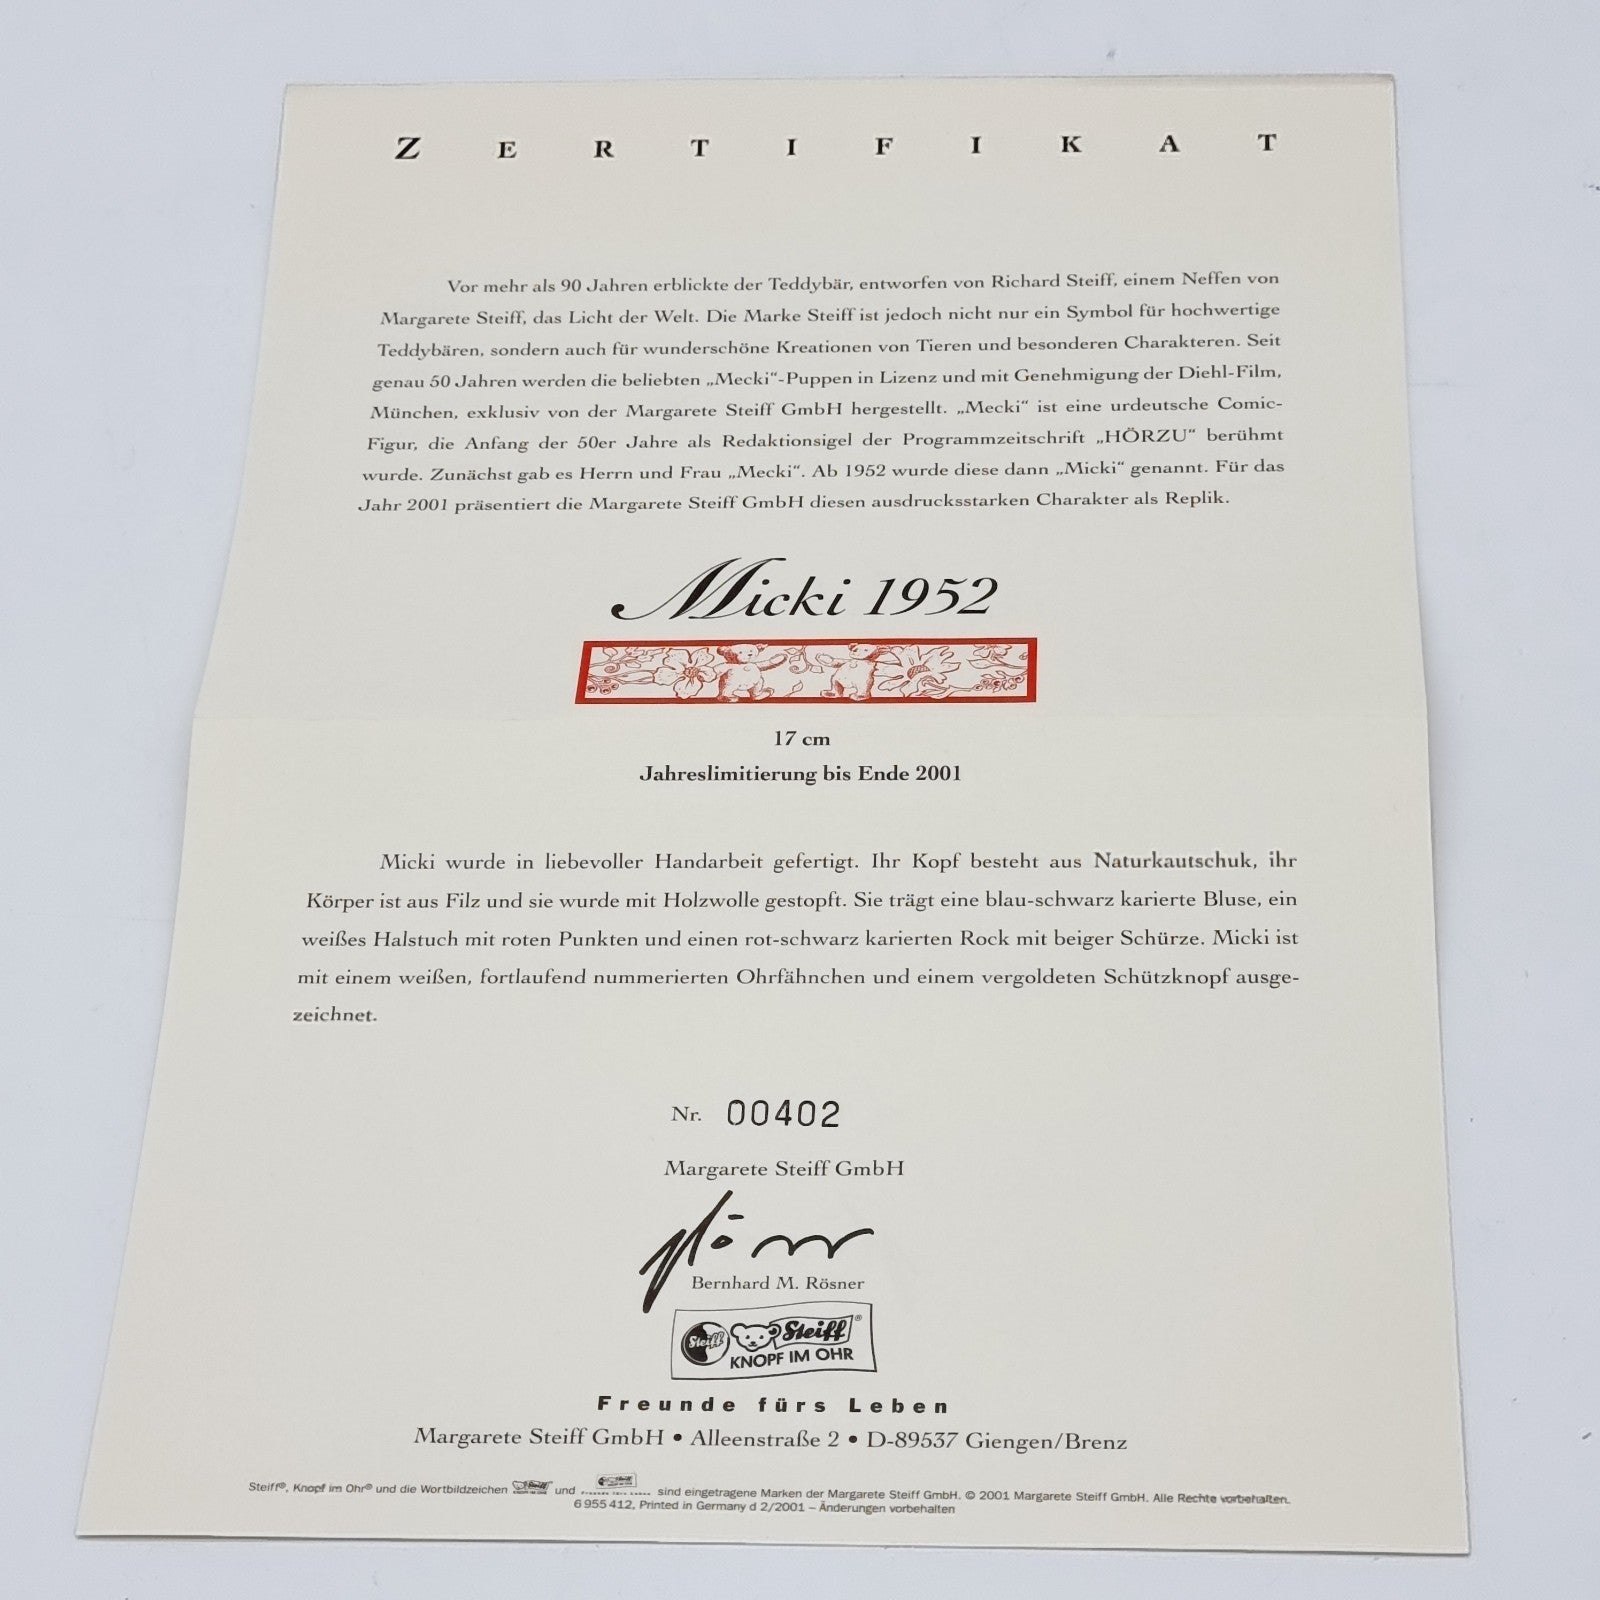 ZERTIFIKAT
Vor mehr als 90 Jahren erblickte der Teddybär, entworfen von Richard Steiff, einem Neffen von
Margarete Steiff, das Licht der Welt. Die Marke Steiff ist jedoch nicht nur ein Symbol für hochwertige
Teddybären, sondern auch für wunderschöne Kreationen von Tieren und besonderen Charakteren. Seit
genau 50 Jahren werden die beliebten „Mecki“-Puppen in Lizenz und mit Genehmigung der Diehl-Film,
München, exklusiv von der Margarete Steiff GmbH hergestellt. „Mecki“ ist eine urdeutsche Comic-
Figur, die Anfang der 50er Jahre als Redaktionsigel der Programmzeitschrift „HÖRZU“ berühmt
wurde. Zunächst gab es Herrn und Frau „Mecki“. Ab 1952 wurde diese dann „Micki“ genannt. Für das
Jahr 2001 präsentiert die Margarete Steiff GmbH diesen ausdrucksstarken Charakter als Replik.
Micki 1952
17 cm
Jahreslimitierung bis Ende 2001
Micki wurde in liebevoller Handarbeit gefertigt. Ihr Kopf besteht aus Naturkautschuk, ihr
Körper ist aus Filz und sie wurde mit Holzwolle gestopft. Sie trägt eine blau-schwarz karierte Bluse, ein
weißes Halstuch mit roten Punkten und einen rot-schwarz karierten Rock mit beiger Schürze. Micki ist
mit einem weißen, fortlaufend nummerierten Ohrfähnchen und einem vergoldeten Schützknopf ausge-
zeichnet.
Nr. 00402
Margarete Steiff GmbH
Bernhard M. Rösner
Steiff Steiff®
KNOPF IM OHR
Freunde fürs Leben
Margarete Steiff GmbH • Alleenstraße 2 • D-89537 Giengen/Brenz
Steiff®, Knopf im Ohr® und die Wortbildzeichen und sind eingetragene Marken der Margarete Steiff GmbH. © 2001 Margarete Steiff GmbH. Alle Rechte vorbehalten.
6 955 412, Printed in Germany d 2/2001 – Änderungen vorbehalten